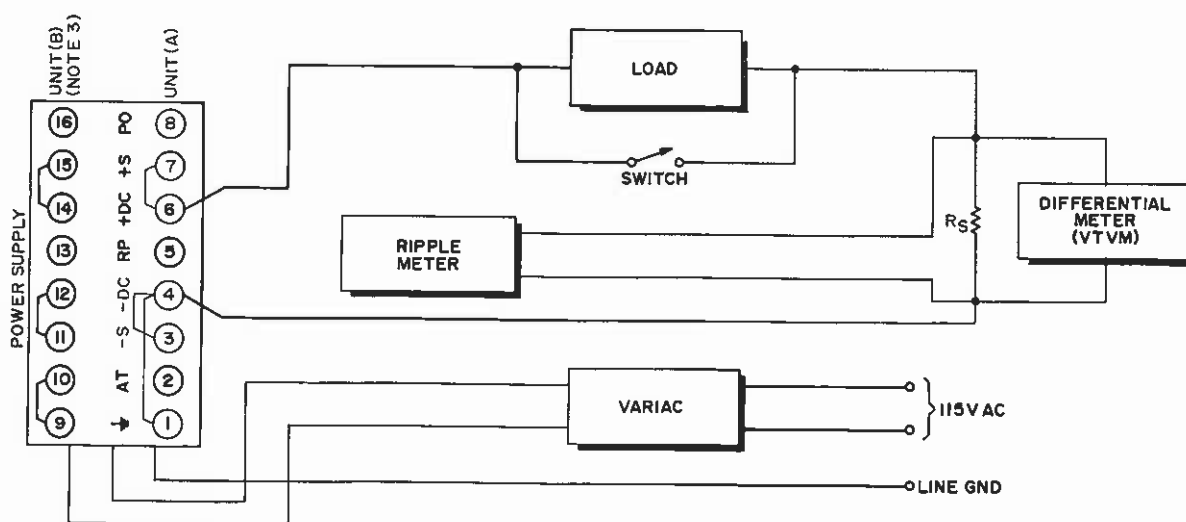 UNIT (B)
(NOTE 3)
UNIT (A)
POWER SUPPLY
16 PO 8
15 +S 7
14 +DC 6
13 RP 5
12 -DC 4
11 -S 3
10 AT 2
9 1
LOAD
SWITCH
RIPPLE
METER
RS
DIFFERENTIAL
METER
(VTVM)
VARIAC
115V AC
LINE GND